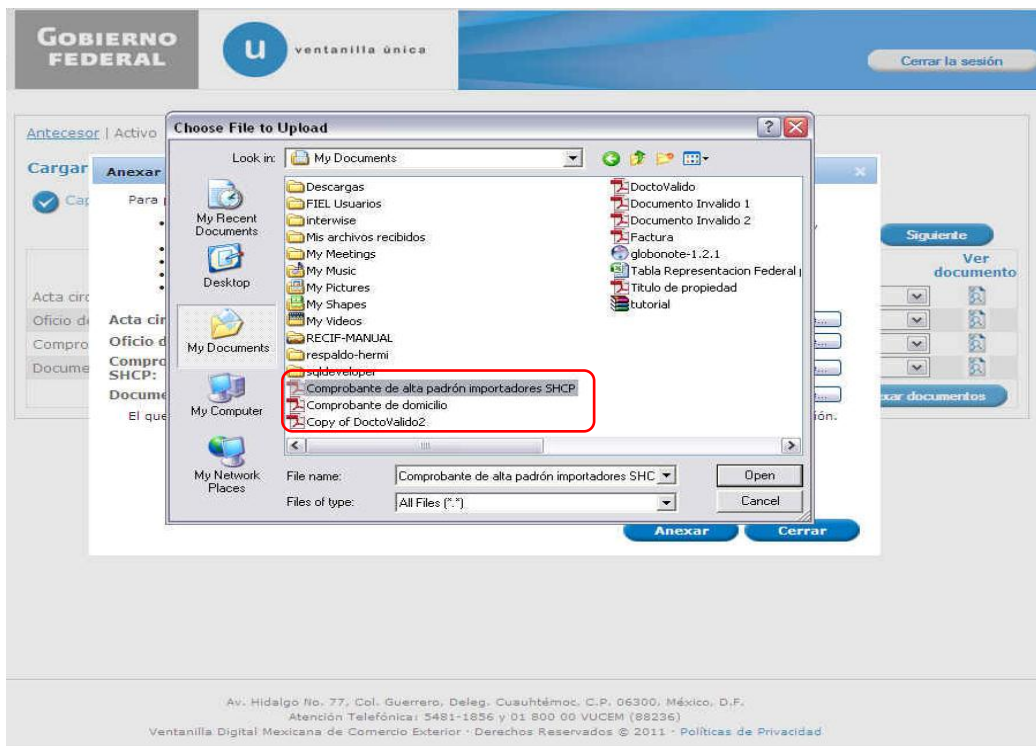 GOBIERNO
FEDERAL
u
ventanilla única
Cerrar la sesión
Antecesor | Activo
Cargar
Siguiente
Ver
documento
Acta circ
Oficio de
Compro
Docume
documentos
Anexar
Para
Acta cir
Oficio d
Compro
SHCP:
Docume
El que
ión.
Anexar
Cerrar
Choose File to Upload
Look in:
My Documents
My Recent
Documents
Desktop
My Documents
My Computer
My Network
Places
Descargas
FIEL Usuarios
interwise
Mis archivos recibidos
My Meetings
My Music
My Pictures
My Shapes
My Videos
RECIF-MANUAL
respaldo-hermi
sqldeveloper
Comprobante de alta padrón importadores SHCP
Comprobante de domicilio
Copy of DoctoValido2
DoctoValido
Documento Invalido 1
Documento Invalido 2
Factura
globonote-1.2.1
Tabla Representacion Federal
Titulo de propiedad
tutorial
File name:
Comprobante de alta padrón importadores SHC
Open
Files of type:
All Files (*.*)
Cancel
Av. Hidalgo No. 77, Col. Guerrero, Deleg. Cuauhtémoc, C.P. 06300, México, D.F.
Atención Telefónica: 5481-1856 y 01 800 00 VUCEM (88236)
Ventanilla Digital Mexicana de Comercio Exterior · Derechos Reservados © 2011 · Políticas de Privacidad